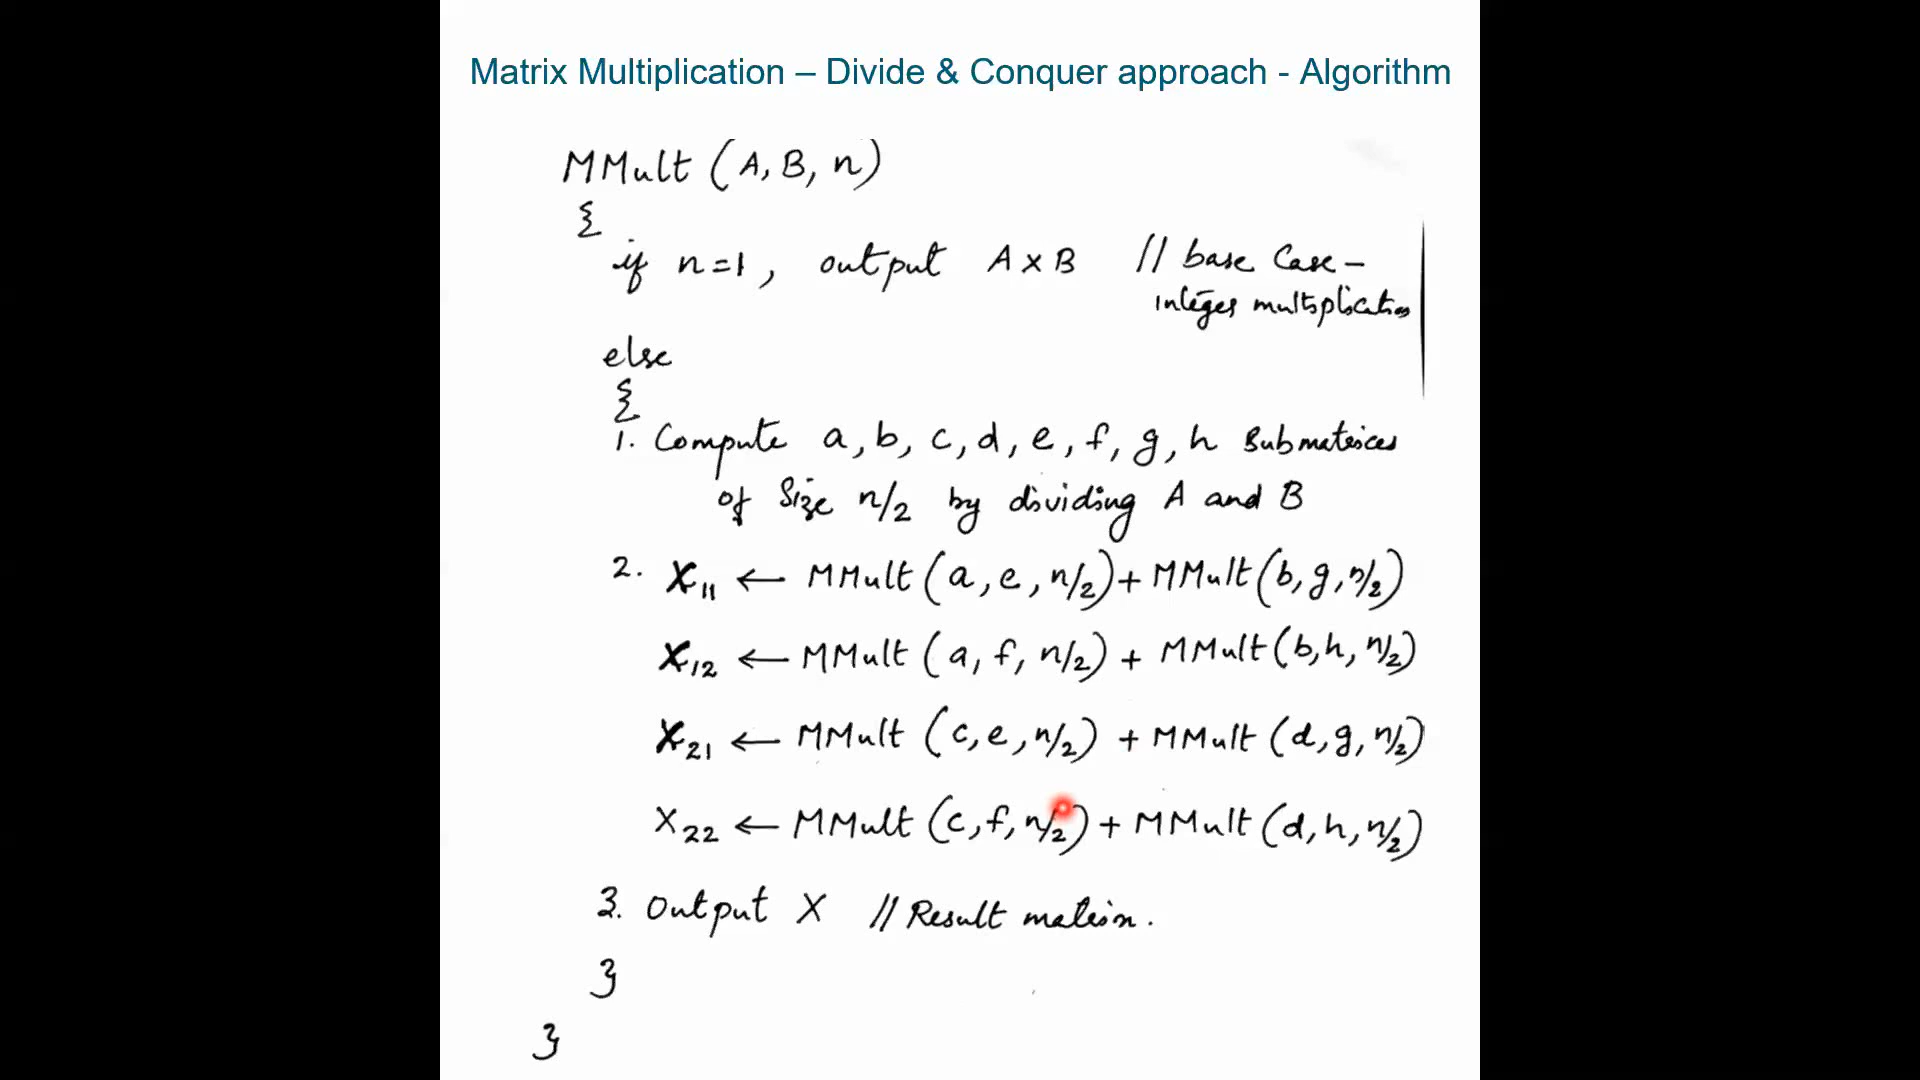 Matrix Multiplication – Divide & Conquer approach - Algorithm
MMult (A, B, n)
{
if n=1, output A x B // base Case –
integer multiplication
else
{
1. Compute a, b, c, d, e, f, g, h submatrices
of size n/2 by dividing A and B
2. X11 ← MMult (a, e, n/2) + MMult (b, g, n/2)
X12 ← MMult (a, f, n/2) + MMult (b, h, n/2)
X21 ← MMult (c, e, n/2) + MMult (d, g, n/2)
X22 ← MMult (c, f, n/2) + MMult (d, h, n/2)
3. Output X // Result matrix.
}
}